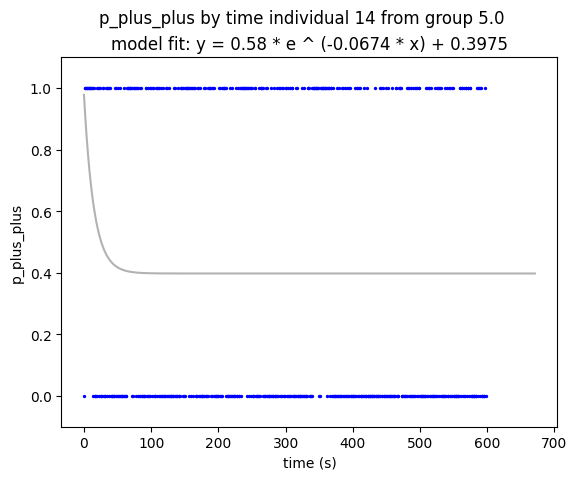 p_plus_plus by time individual 14 from group 5.0
model fit: y = 0.58 * e ^ (-0.0674 * x) + 0.3975
p_plus_plus
1.0
0.8
0.6
0.4
0.2
0.0
0 100 200 300 400 500 600 700
time (s)